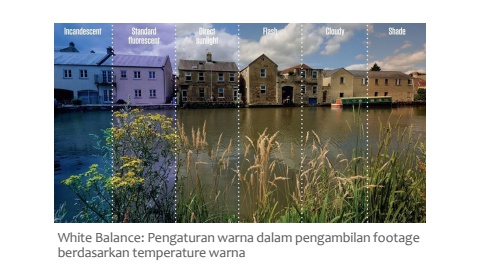 Incandescent Standard fluorescent Direct sunlight Flash Cloudy Shade
White Balance: Pengaturan warna dalam pengambilan footage
berdasarkan temperature warna